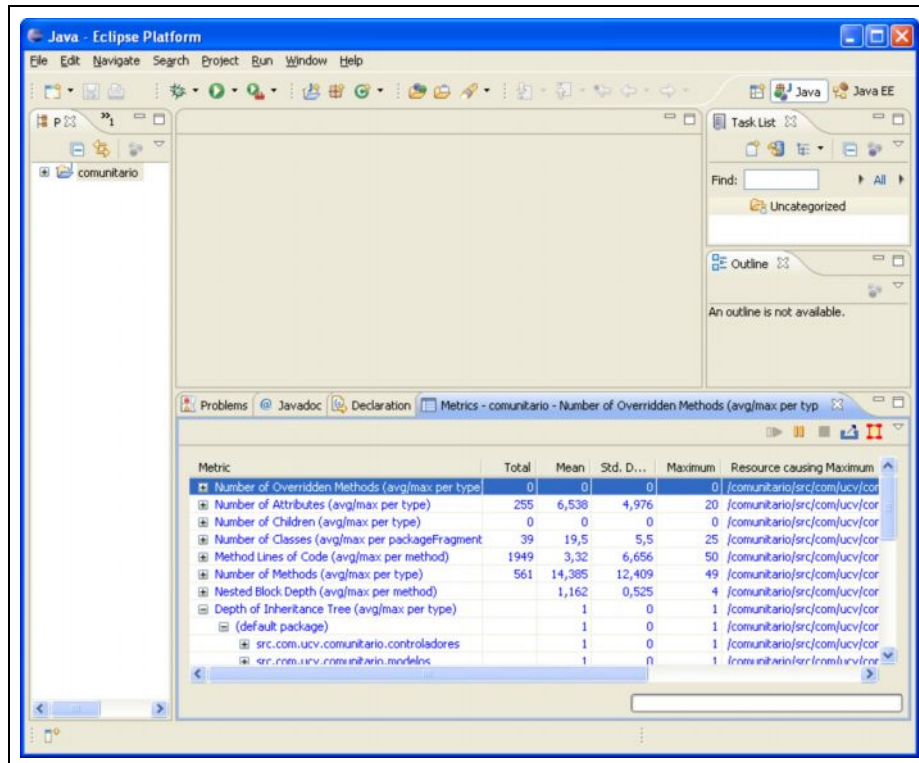 Java - Eclipse Platform
File Edit Navigate Search Project Run Window Help
Java Java EE
P »1
Task List
comunitario
Find: All
Uncategorized
Outline
An outline is not available.
Problems @ Javadoc Declaration Metrics - comunitario - Number of Overridden Methods (avg/max per typ
Metric Total Mean Std. D... Maximum Resource causing Maximum
Number of Overridden Methods (avg/max per type) 0 0 0 0 /comunitario/src/com/ucv/cor
Number of Attributes (avg/max per type) 255 6,538 4,976 20 /comunitario/src/com/ucv/cor
Number of Children (avg/max per type) 0 0 0 0 /comunitario/src/com/ucv/cor
Number of Classes (avg/max per packageFragment 39 19,5 5,5 25 /comunitario/src/com/ucv/cor
Method Lines of Code (avg/max per method) 1949 3,32 6,656 50 /comunitario/src/com/ucv/cor
Number of Methods (avg/max per type) 561 14,385 12,409 49 /comunitario/src/com/ucv/cor
Nested Block Depth (avg/max per method) 1,162 0,525 4 /comunitario/src/com/ucv/cor
Depth of Inheritance Tree (avg/max per type) 1 0 1 /comunitario/src/com/ucv/cor
(default package) 1 0 1 /comunitario/src/com/ucv/cor
src.com.ucv.comunitario.controladores 1 0 1 /comunitario/src/com/ucv/cor
src.com.ucv.comunitario.modelos 1 0 1 /comunitario/src/com/ucv/cor